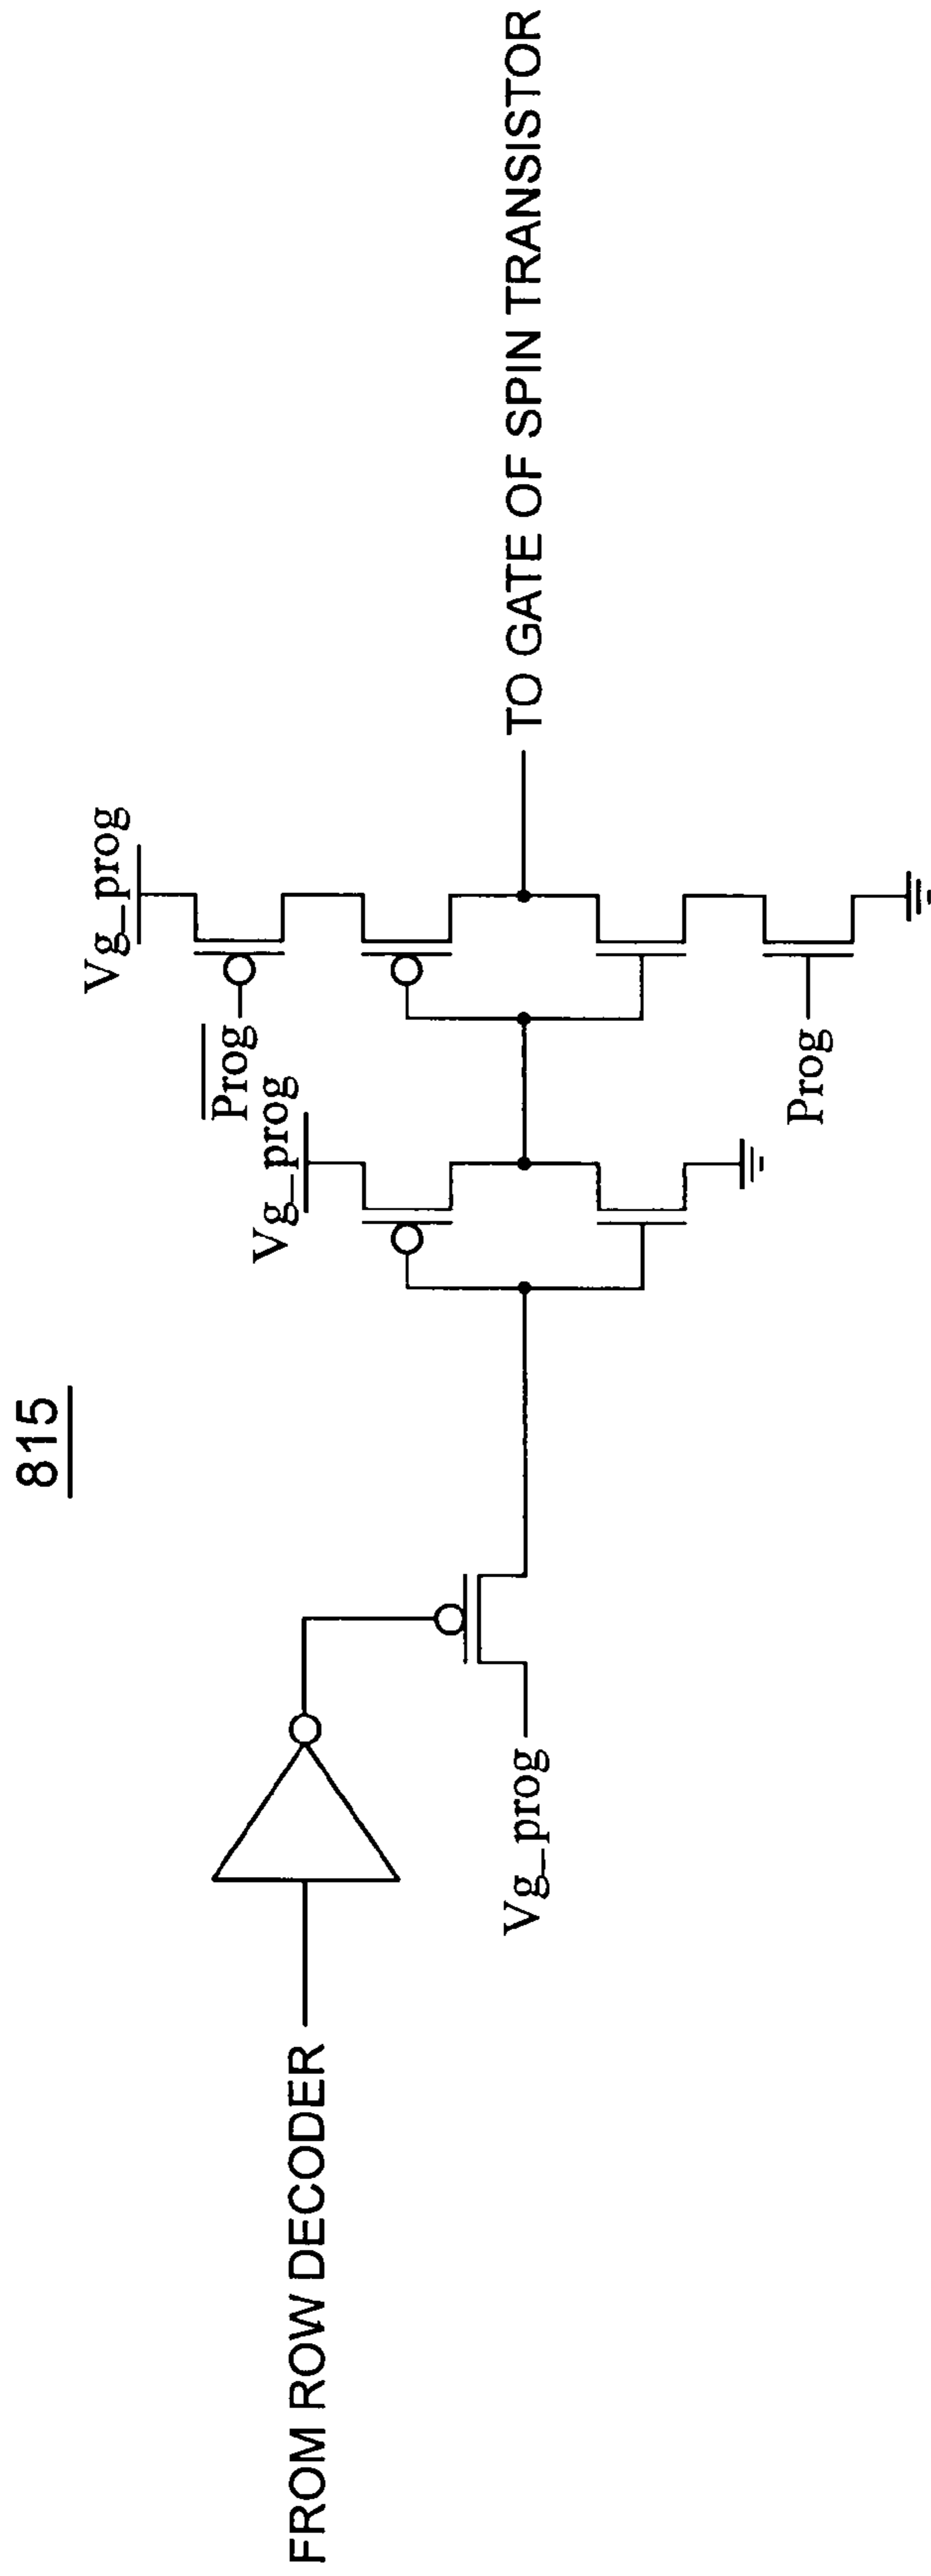 815
FROM ROW DECODER
Vg_prog
Vg_prog
Prog
Vg_prog
Prog
TO GATE OF SPIN TRANSISTOR